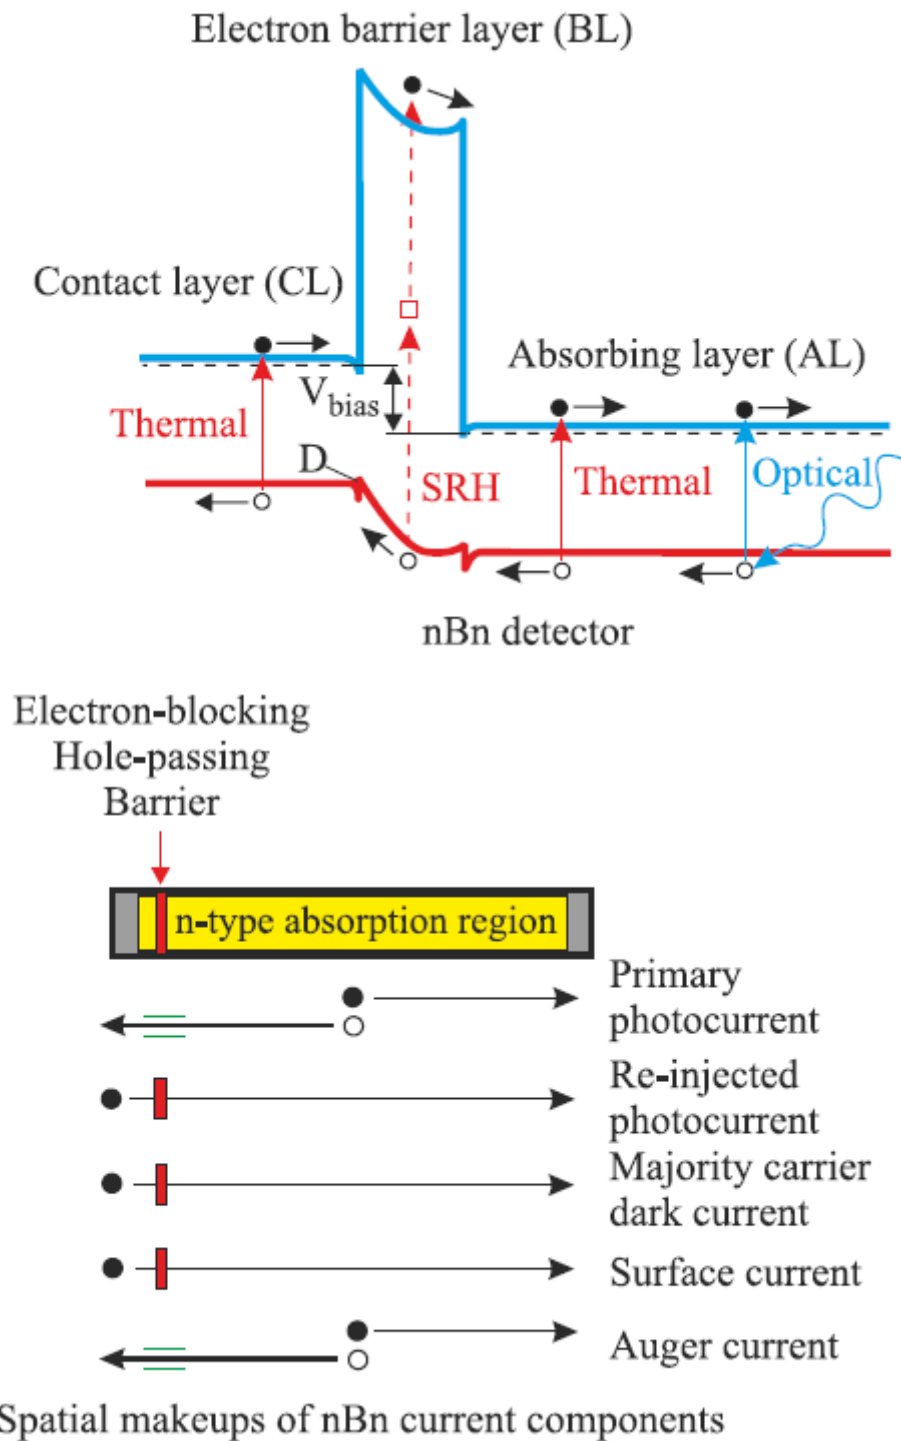 Electron barrier layer (BL)
Contact layer (CL)
Absorbing layer (AL)
V bias
Thermal
D
SRH
Thermal
Optical
nBn detector
Electron-blocking
Hole-passing
Barrier
n-type absorption region
Primary
photocurrent
Re-injected
photocurrent
Majority carrier
dark current
Surface current
Auger current
Spatial makeups of nBn current components